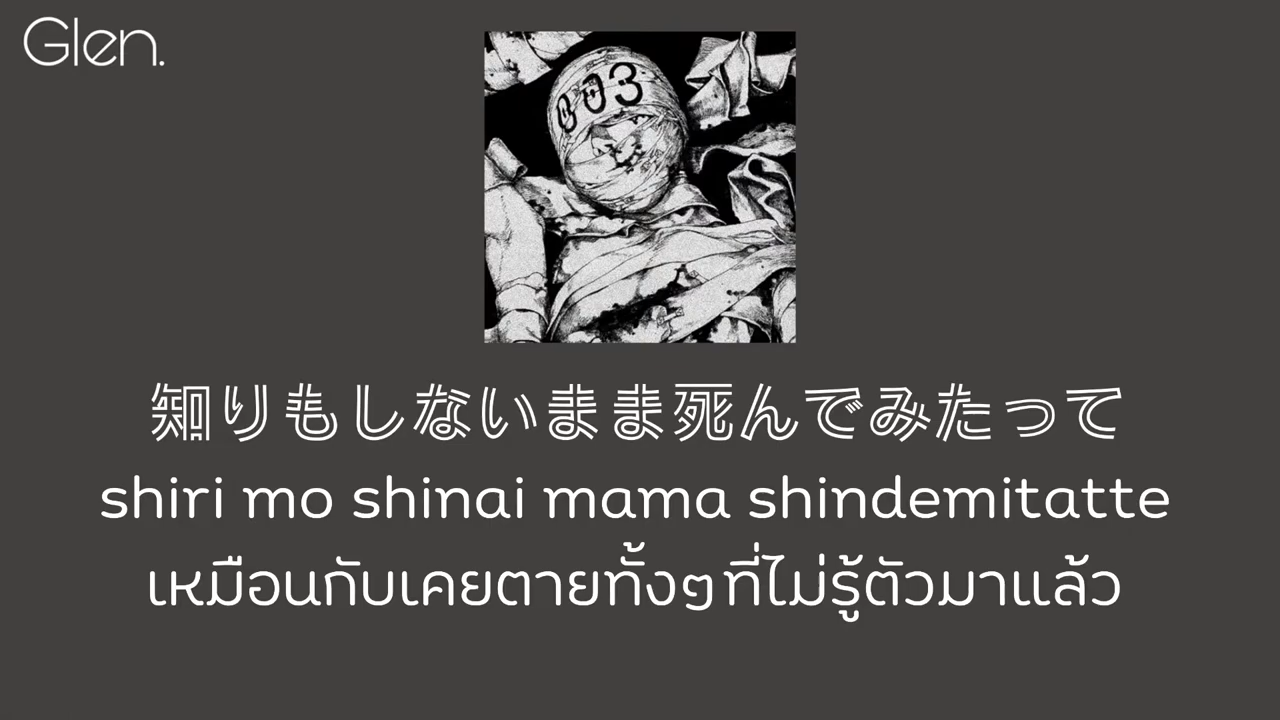 Glen.
003
知りもしないまま死んでみたって
shiri mo shinai mama shindemitatte
เหมือนกับเคยตายทั้งๆที่ไม่รู้ตัวมาแล้ว